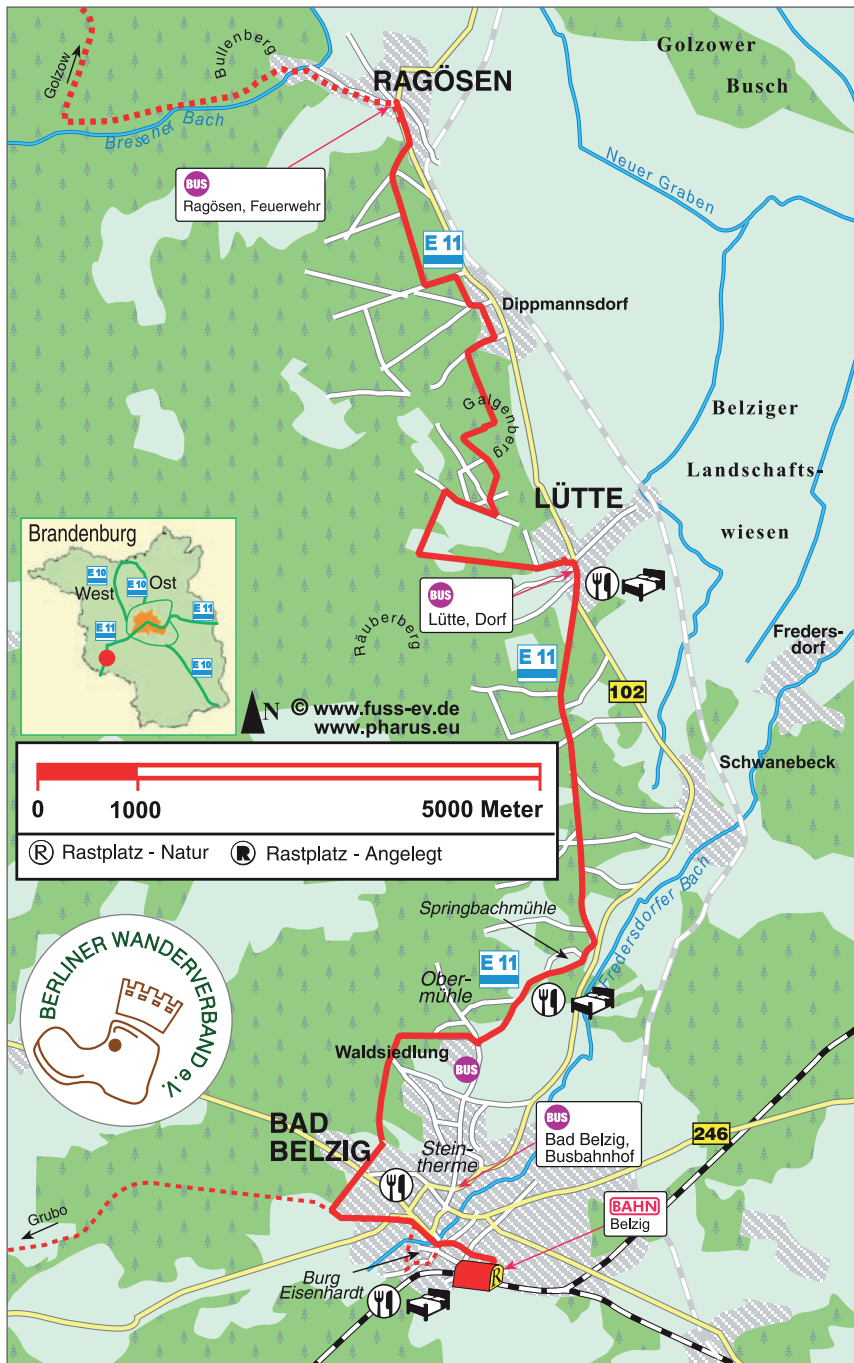 Golzow
Bullenberg
RAGÖSEN
Golzower
Busch
Bresener Bach
BUS
Ragösen, Feuerwehr
Neuer Graben
E 11
Dippmannsdorf
Galgenberg
Belziger
Landschafts-
wiesen
LÜTTE
Brandenburg
E 10
West
E 10
Ost
E 11
E 11
E 10
BUS
Lütte, Dorf
Räuberberg
E 11
Fredersdorf
102
N © www.fuss-ev.de
www.pharus.eu
Schwanebeck
0 1000 5000 Meter
R Rastplatz - Natur R Rastplatz - Angelegt
Springbachmühle
Fredersdorfer Bach
BERLINER WANDERVERBAND e.V.
E 11
Ober-
mühle
Waldsiedlung
BUS
BAD
BELZIG
Stein-
therme
BUS
Bad Belzig,
Busbahnhof
246
Grubo
BAHN
Belzig
Burg
Eisenhardt
R